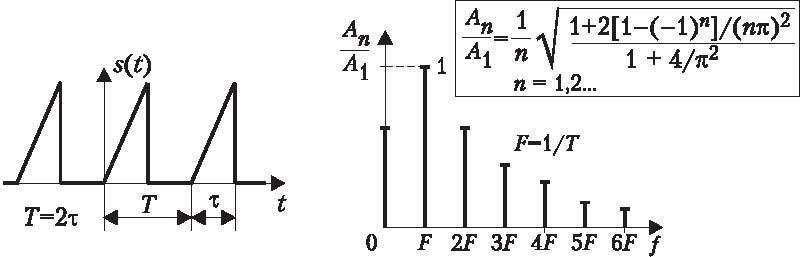 s(t)
T=2τ
T
τ
t
A_n/A_1
1
A_n/A_1 = 1/n √((1+2[1−(−1)^n]/(nπ)^2)/(1 + 4/π^2))
n = 1,2...
F=1/T
0 F 2F 3F 4F 5F 6F f